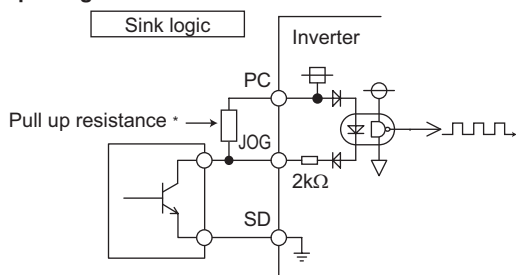 Sink logic
Inverter
PC
Pull up resistance *
JOG
2kΩ
SD